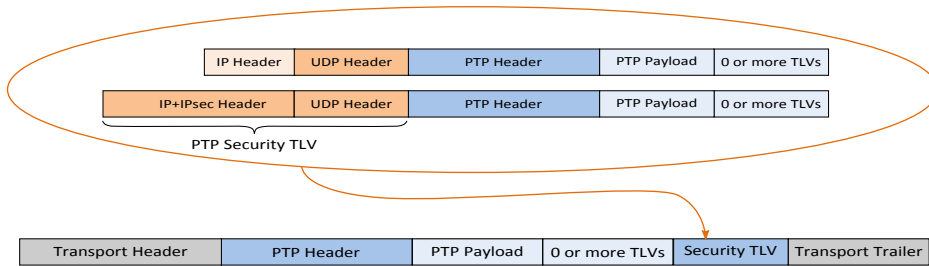 IP Header UDP Header PTP Header PTP Payload 0 or more TLVs
IP+IPsec Header UDP Header PTP Header PTP Payload 0 or more TLVs
PTP Security TLV
Transport Header PTP Header PTP Payload 0 or more TLVs Security TLV Transport Trailer